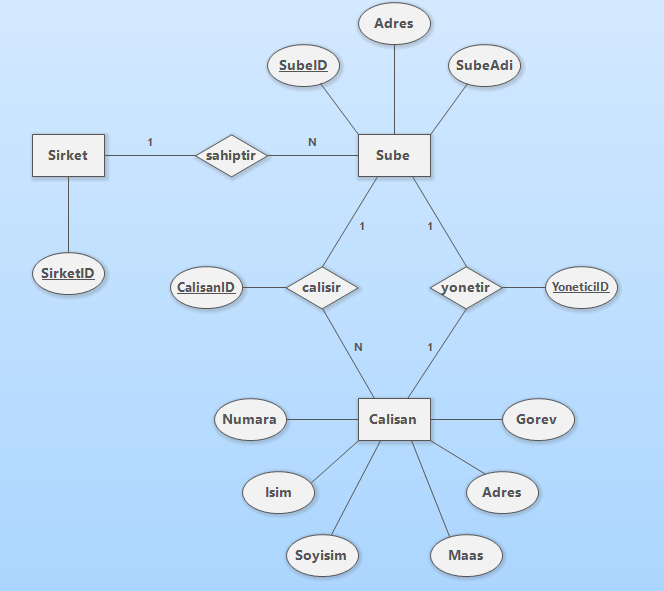 Adres
SubeID
SubeAdi
Sirket
1
sahiptir
N
Sube
1
1
SirketID
CalisanID
calisir
yonetir
YoneticiID
N
1
Numara
Calisan
Gorev
Isim
Adres
Soyisim
Maas